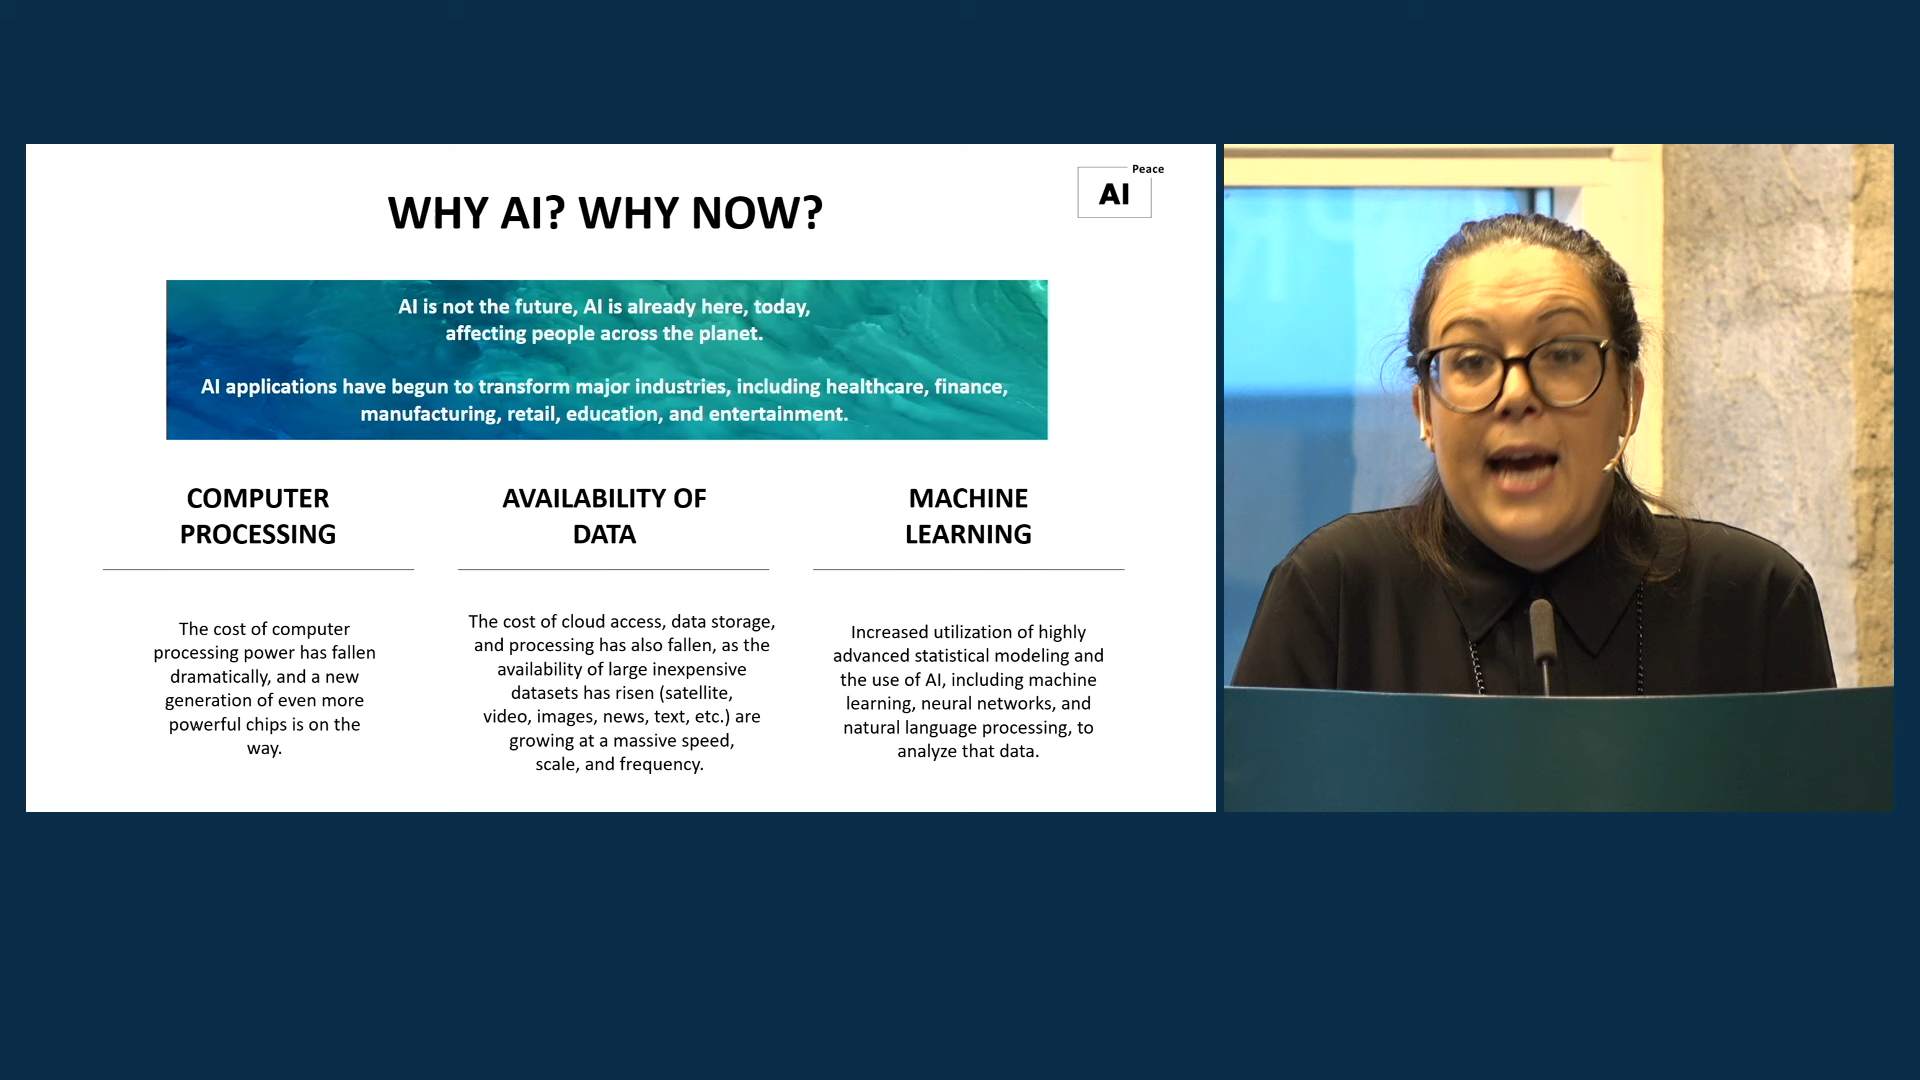 Peace
AI
WHY AI? WHY NOW?
AI is not the future, AI is already here, today,
affecting people across the planet.
AI applications have begun to transform major industries, including healthcare, finance,
manufacturing, retail, education, and entertainment.
COMPUTER
PROCESSING
The cost of computer
processing power has fallen
dramatically, and a new
generation of even more
powerful chips is on the
way.
AVAILABILITY OF
DATA
The cost of cloud access, data storage,
and processing has also fallen, as the
availability of large inexpensive
datasets has risen (satellite,
video, images, news, text, etc.) are
growing at a massive speed,
scale, and frequency.
MACHINE
LEARNING
Increased utilization of highly
advanced statistical modeling and
the use of AI, including machine
learning, neural networks, and
natural language processing, to
analyze that data.